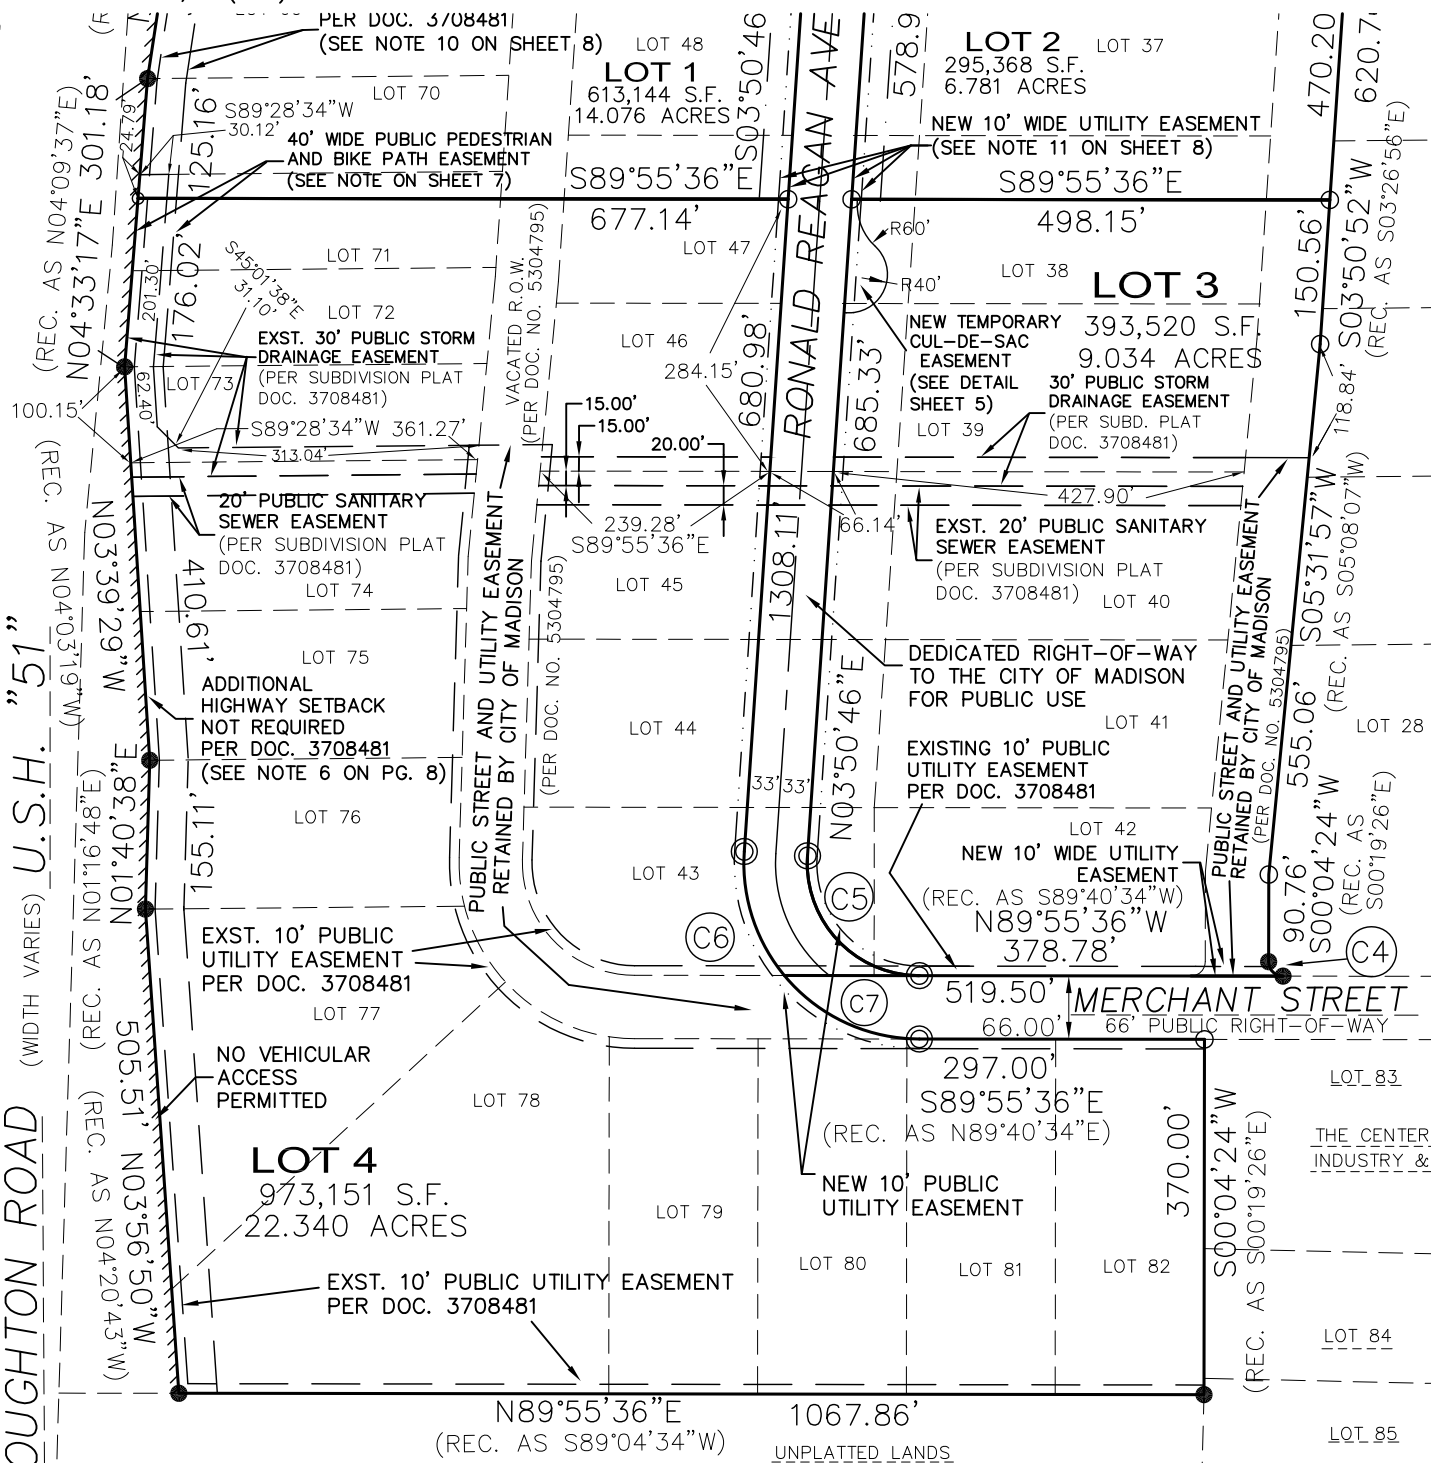 PER DOC. 3708481
(SEE NOTE 10 ON SHEET 8)
LOT 48
LOT 1
613,144 S.F.
14.076 ACRES
S03°50'46
RONALD REAGAN AVE
578.9
LOT 2
295,368 S.F.
6.781 ACRES
LOT 37
470.20
620.7
LOT 70
S89°28'34"W
30.12'
24.79'
125.16'
301.18'
N04°33'17"E
(REC. AS N04°09'37"E)
40' WIDE PUBLIC PEDESTRIAN
AND BIKE PATH EASEMENT
(SEE NOTE ON SHEET 7)
NEW 10' WIDE UTILITY EASEMENT
(SEE NOTE 11 ON SHEET 8)
S89°55'36"E
677.14'
S89°55'36"E
498.15'
LOT 47
LOT 71
LOT 72
LOT 73
201.30'
176.02'
62.40'
100.15'
S45°01'38"E
31.10'
VACATED R.O.W.
(PER DOC. NO. 5304795)
R60'
R40'
LOT 38
LOT 3
393,520 S.F.
9.034 ACRES
150.56'
S03°50'52"W
(REC. AS S03°26'56"E)
118.84'
EXST. 30' PUBLIC STORM
DRAINAGE EASEMENT
(PER SUBDIVISION PLAT
DOC. 3708481)
LOT 46
284.15'
680.98'
685.33'
NEW TEMPORARY
CUL-DE-SAC
EASEMENT
(SEE DETAIL
SHEET 5)
30' PUBLIC STORM
DRAINAGE EASEMENT
(PER SUBD. PLAT
DOC. 3708481)
LOT 39
S89°28'34"W 361.27'
313.04'
15.00'
15.00'
20.00'
427.90'
239.28'
S89°55'36"E
66.14'
20' PUBLIC SANITARY
SEWER EASEMENT
(PER SUBDIVISION PLAT
DOC. 3708481)
EXST. 20' PUBLIC SANITARY
SEWER EASEMENT
(PER SUBDIVISION PLAT
DOC. 3708481)
LOT 40
LOT 74
LOT 45
1308.11'
N03°39'29"W
410.61'
(REC. AS N04°03'19"W)
S05°31'57"W
555.06'
(REC. AS S05°08'07"W)
PUBLIC STREET AND UTILITY EASEMENT
RETAINED BY CITY OF MADISON
(PER DOC. NO. 5304795)
PUBLIC STREET AND UTILITY EASEMENT
RETAINED BY CITY OF MADISON
(PER DOC. NO. 5304795)
DEDICATED RIGHT-OF-WAY
TO THE CITY OF MADISON
FOR PUBLIC USE
LOT 75
ADDITIONAL
HIGHWAY SETBACK
NOT REQUIRED
PER DOC. 3708481
(SEE NOTE 6 ON PG. 8)
LOT 44
N03°50'46"E
LOT 41
LOT 28
EXISTING 10' PUBLIC
UTILITY EASEMENT
PER DOC. 3708481
33' 33'
LOT 76
LOT 42
LOT 43
NEW 10' WIDE UTILITY
EASEMENT
(REC. AS S89°40'34"W)
N89°55'36"W
378.78'
C5
C6
C7
C4
90.76'
S00°04'24"W
(REC. AS
S00°19'26"E)
N01°04'38"E
155.11'
(REC. AS N01°16'48"E)
U.S.H. "51"
(WIDTH VARIES)
OUGHTON ROAD
EXST. 10' PUBLIC
UTILITY EASEMENT
PER DOC. 3708481
LOT 77
519.50'
66.00'
MERCHANT STREET
66' PUBLIC RIGHT-OF-WAY
297.00'
S89°55'36"E
(REC. AS N89°40'34"E)
NO VEHICULAR
ACCESS
PERMITTED
505.51'
N03°56'50"W
(REC. AS N04°20'43"W)
LOT 78
LOT 83
THE CENTER
INDUSTRY &
370.00'
S00°04'24"W
(REC. AS S00°19'26"E)
LOT 4
973,151 S.F.
22.340 ACRES
NEW 10' PUBLIC
UTILITY EASEMENT
LOT 79
LOT 80
LOT 81
LOT 82
EXST. 10' PUBLIC UTILITY EASEMENT
PER DOC. 3708481
LOT 84
N89°55'36"E
1067.86'
(REC. AS S89°04'34"W)
UNPLATTED LANDS
LOT 85